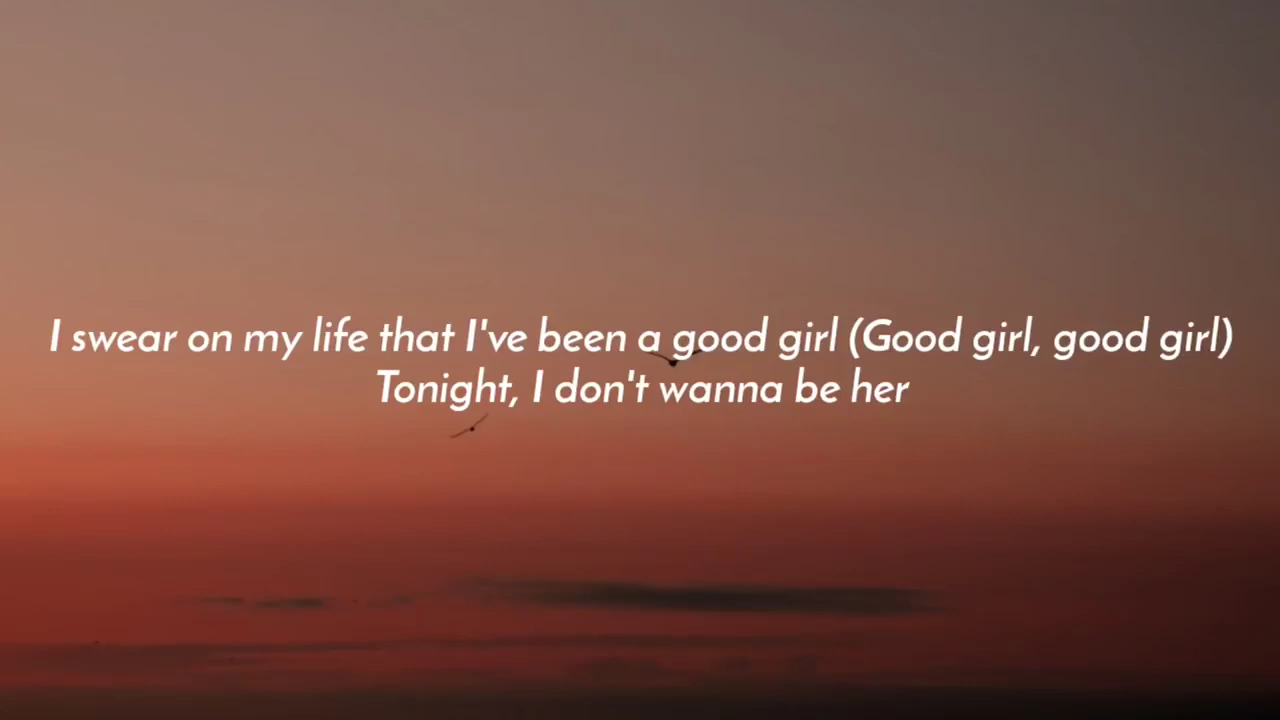 I swear on my life that I've been a good girl (Good girl, good girl)
Tonight, I don't wanna be her